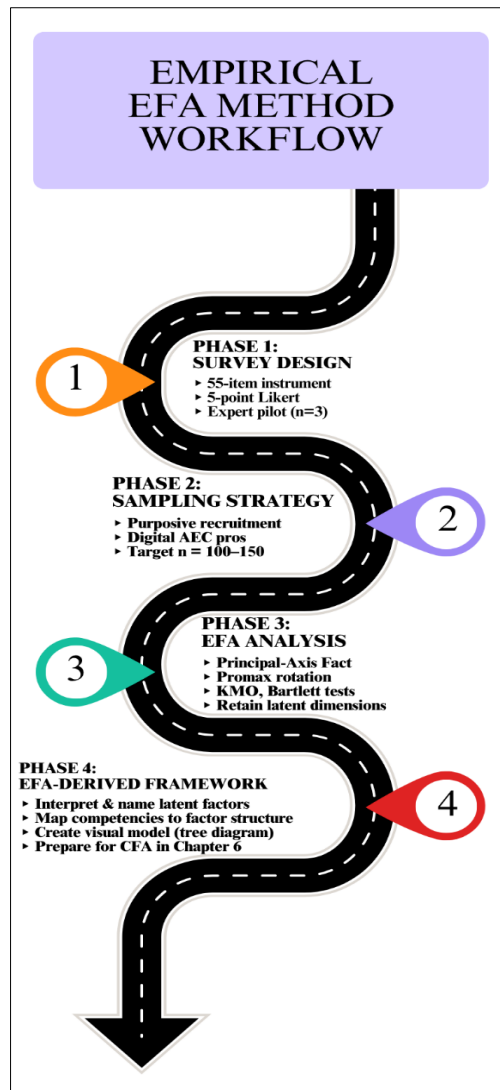 EMPIRICAL
EFA METHOD
WORKFLOW
1
PHASE 1:
SURVEY DESIGN
▸ 55-item instrument
▸ 5-point Likert
▸ Expert pilot (n=3)
PHASE 2:
SAMPLING STRATEGY
▸ Purposive recruitment
▸ Digital AEC pros
▸ Target n = 100–150
2
PHASE 3:
EFA ANALYSIS
▸ Principal-Axis Fact
▸ Promax rotation
▸ KMO, Bartlett tests
▸ Retain latent dimensions
3
PHASE 4:
EFA-DERIVED FRAMEWORK
▸ Interpret & name latent factors
▸ Map competencies to factor structure
▸ Create visual model (tree diagram)
▸ Prepare for CFA in Chapter 6
4